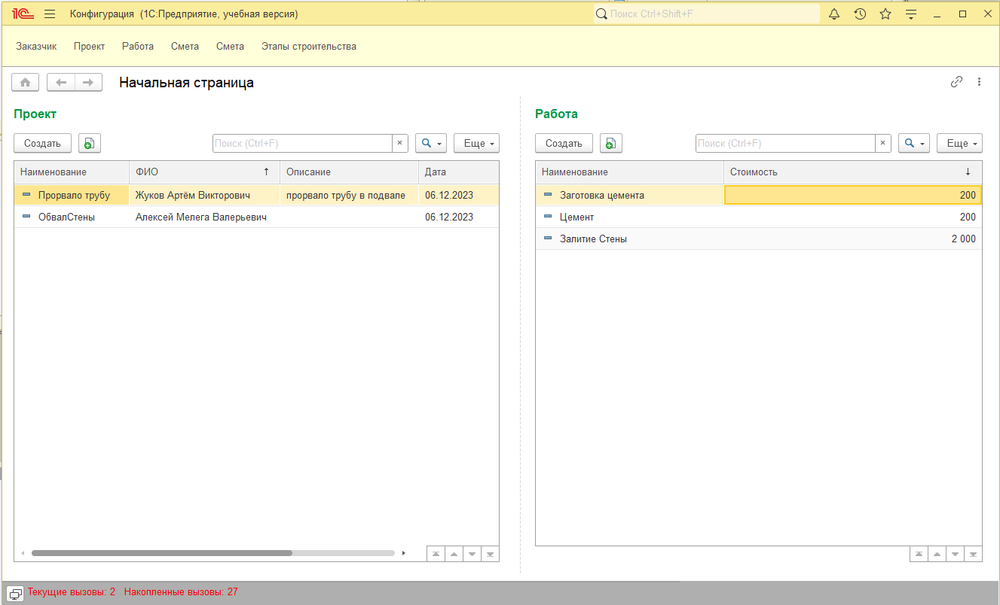 1С Конфигурация (1С:Предприятие, учебная версия) Поиск Ctrl+Shift+F
Заказчик Проект Работа Смета Смета Этапы строительства
Начальная страница
Проект
Создать Поиск (Ctrl+F) × Еще
Наименование ФИО ↑ Описание Дата
Прорвало трубу Жуков Артём Викторович прорвало трубу в подвале 06.12.2023
ОбвалСтены Алексей Мелега Валерьевич 06.12.2023
Работа
Создать Поиск (Ctrl+F) × Еще
Наименование Стоимость ↓
Заготовка цемента 200
Цемент 200
Залитие Стены 2 000
Текущие вызовы: 2 Накопленные вызовы: 27